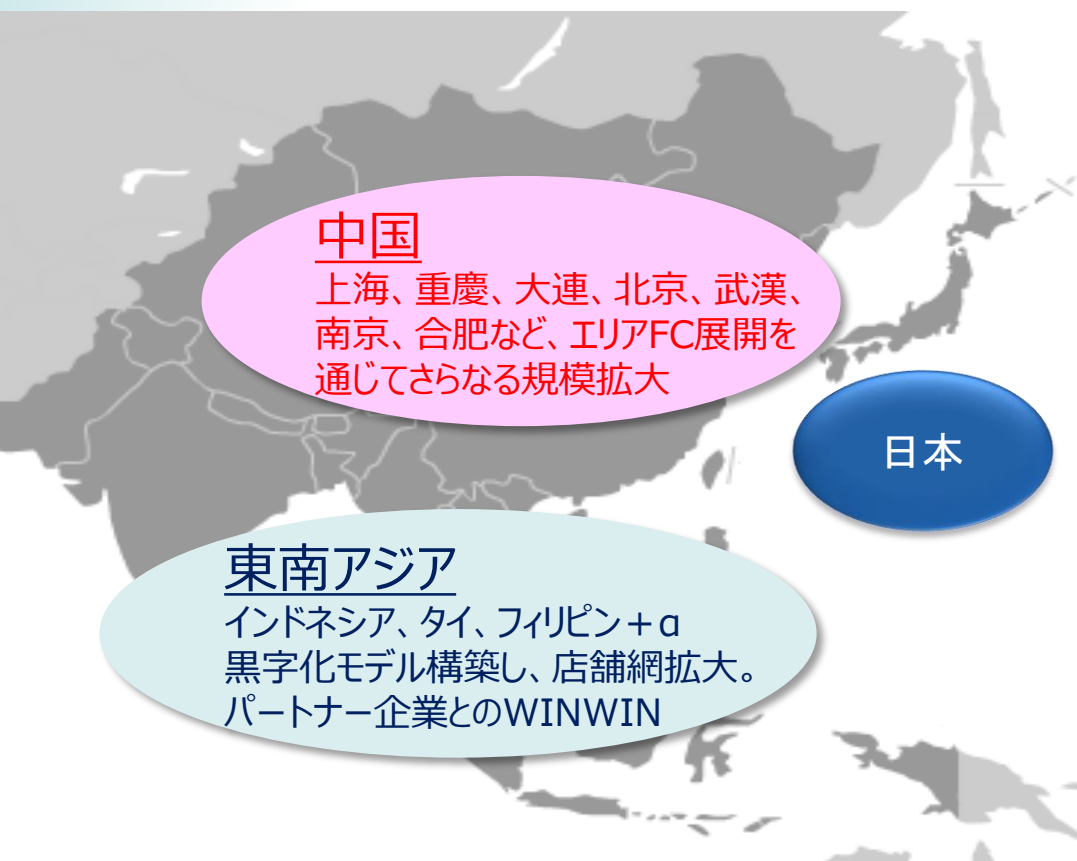 中国
上海、重慶、大連、北京、武漢、
南京、合肥など、エリアFC展開を
通じてさらなる規模拡大
日本
東南アジア
インドネシア、タイ、フィリピン＋α
黒字化モデル構築し、店舗網拡大。
パートナー企業とのWINWIN